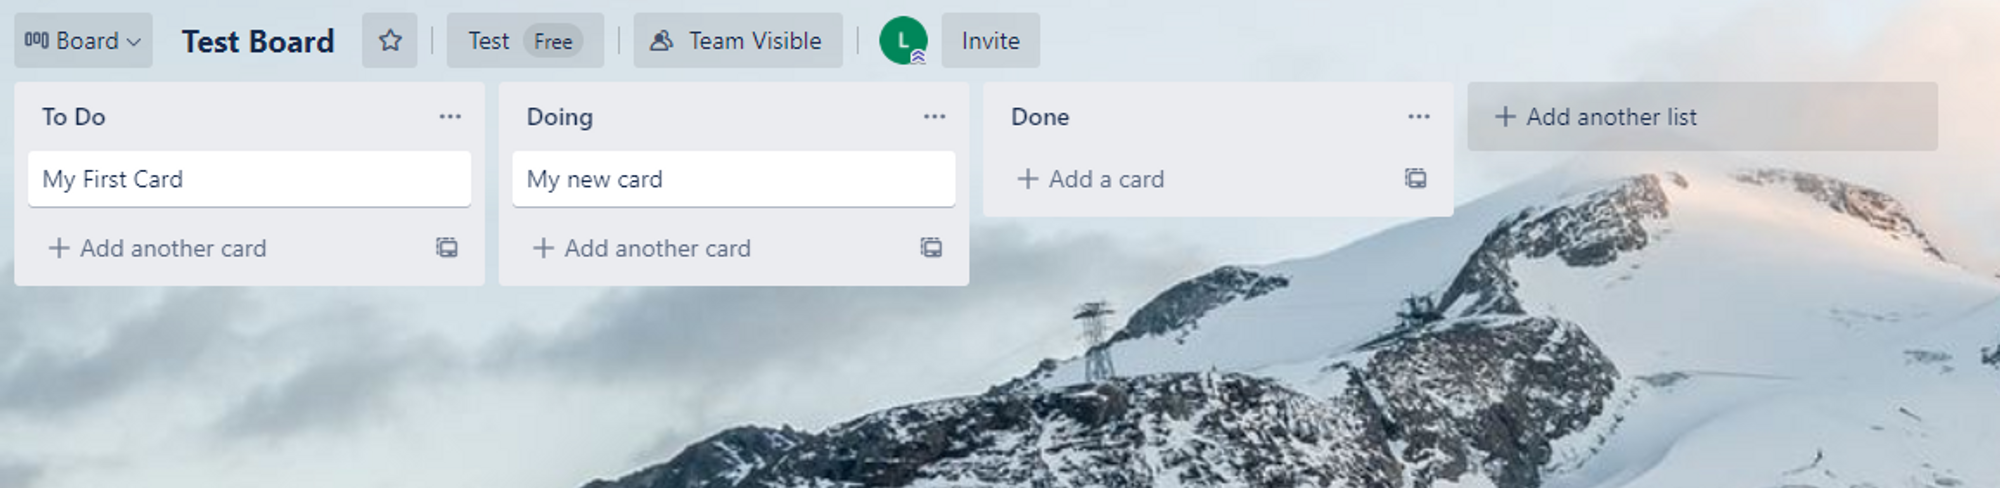 Board Test Board Test Free Team Visible L Invite
To Do
My First Card
Add another card
Doing
My new card
Add another card
Done
Add a card
Add another list